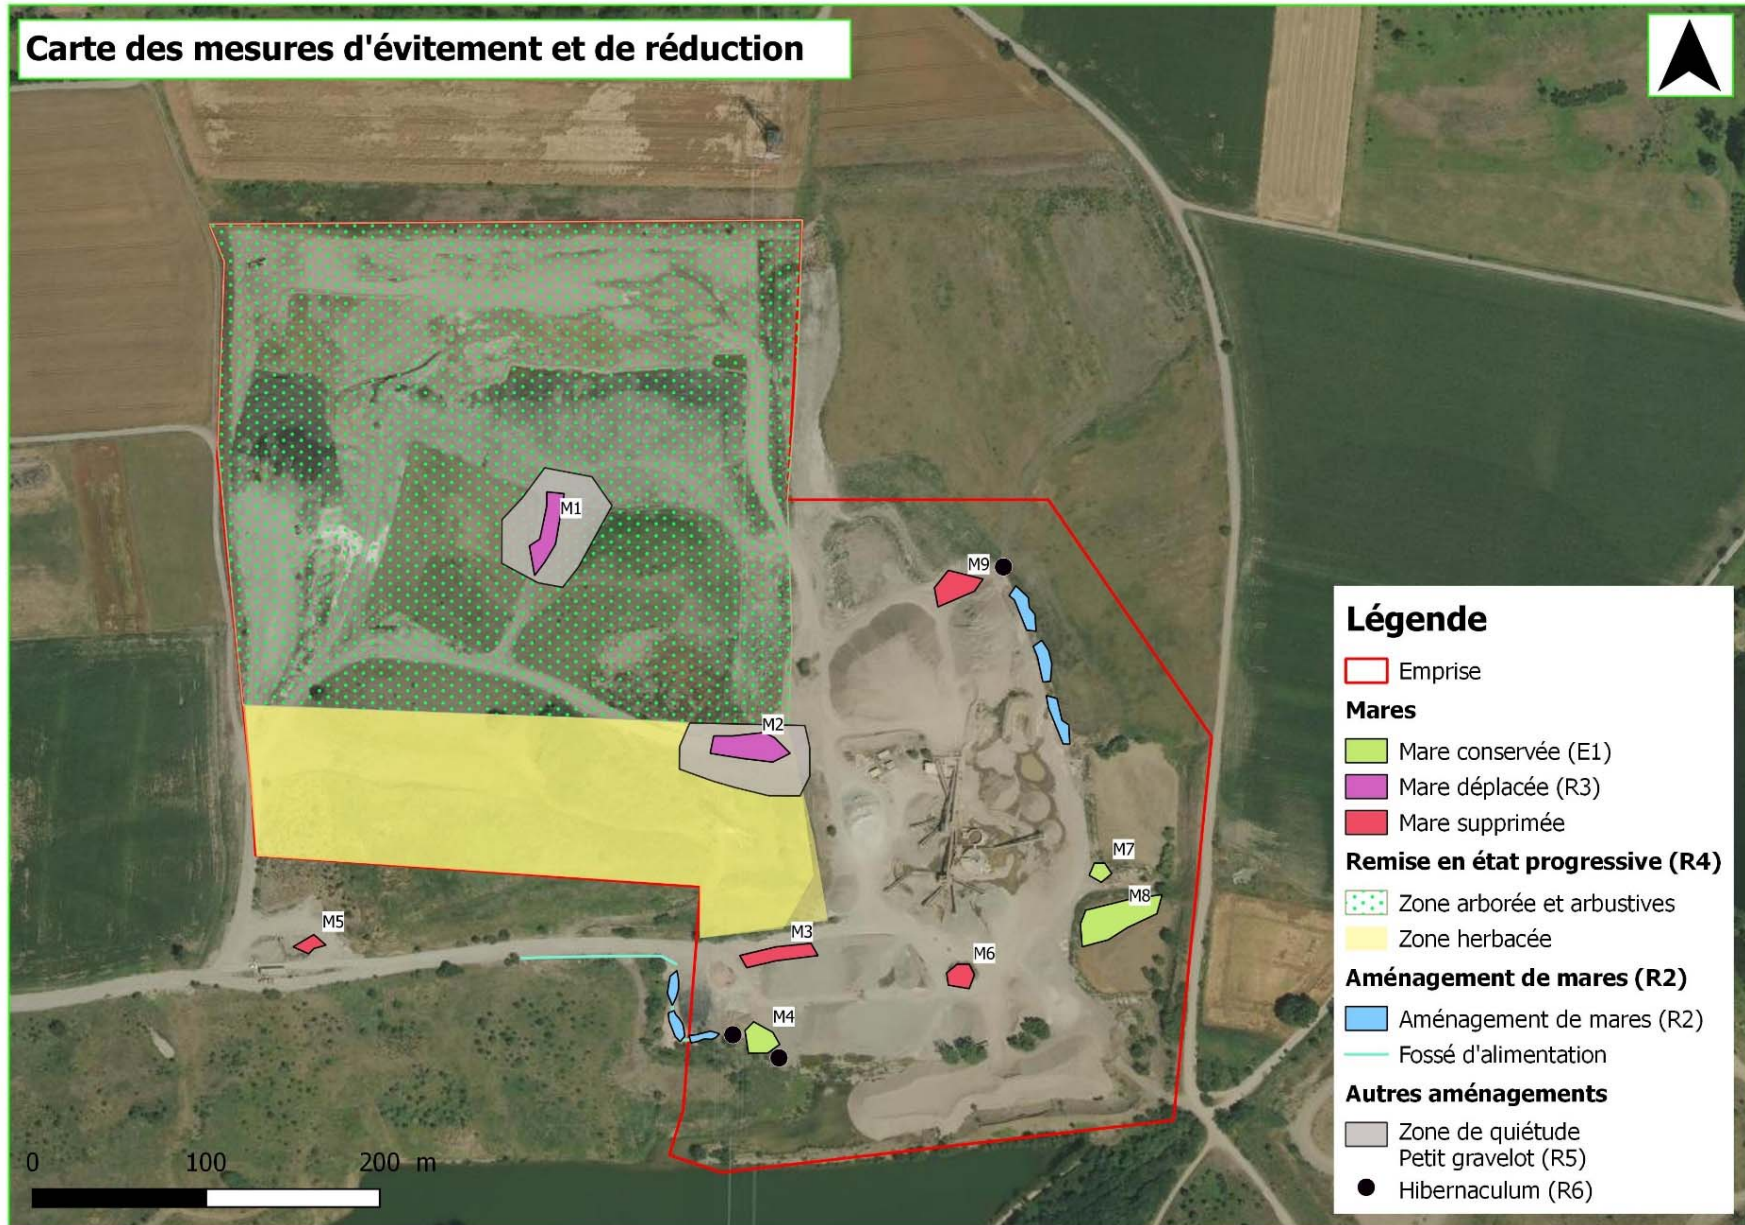 Carte des mesures d'évitement et de réduction
M1
M2
M9
M7
M8
M5
M3
M6
M4
0 100 200 m
Légende
Emprise
Mares
Mare conservée (E1)
Mare déplacée (R3)
Mare supprimée
Remise en état progressive (R4)
Zone arborée et arbustives
Zone herbacée
Aménagement de mares (R2)
Aménagement de mares (R2)
Fossé d'alimentation
Autres aménagements
Zone de quiétude
Petit gravelot (R5)
Hibernaculum (R6)